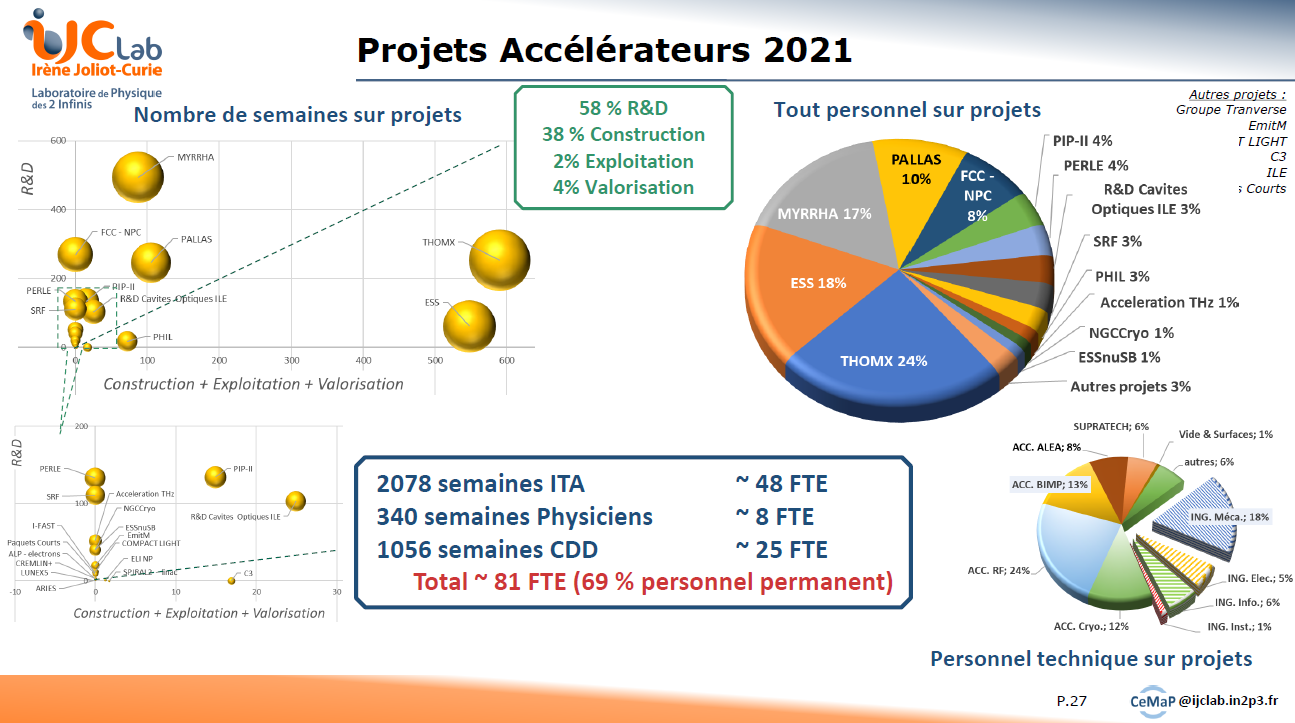 iJCLab
Irène Joliot-Curie
Laboratoire de Physique
des 2 Infinis
Projets Accélérateurs 2021
Nombre de semaines sur projets
600
400
200
0
R&D
MYRRHA
FCC - NPC
PALLAS
THOMX
ESS
PERLE
PIP-II
R&D Cavites Optiques ILE
SRF
PHIL
0
100
200
300
400
500
600
Construction + Exploitation + Valorisation
58 % R&D
38 % Construction
2% Exploitation
4% Valorisation
Tout personnel sur projets
Autres projets :
Groupe Tranverse
EmitM
T LIGHT
C3
ILE
s Courts
PALLAS
10%
FCC -
NPC
8%
PIP-II 4%
PERLE 4%
R&D Cavites
Optiques ILE 3%
SRF 3%
PHIL 3%
Acceleration THz 1%
NGCCryo 1%
ESSnuSB 1%
Autres projets 3%
MYRRHA 17%
ESS 18%
THOMX 24%
200
100
0
R&D
PERLE
SRF
PIP-II
R&D Cavites Optiques ILE
Acceleration THz
NGCCryo
I-FAST
ESSnuSB
EmitM
COMPACT LIGHT
Paquets Courts
ALP - electrons
CREMLIN+
LUNEX5
ARIES
ELI NP
SPIRAL2 - linac
C3
-10
0
10
20
30
Construction + Exploitation + Valorisation
2078 semaines ITA ~ 48 FTE
340 semaines Physiciens ~ 8 FTE
1056 semaines CDD ~ 25 FTE
Total ~ 81 FTE (69 % personnel permanent)
SUPRATECH; 6%
Vide & Surfaces; 1%
ACC. ALEA; 8%
autres; 6%
ACC. BIMP; 13%
ING. Méca.; 18%
ACC. RF; 24%
ING. Elec.; 5%
ING. Info.; 6%
ACC. Cryo.; 12%
ING. Inst.; 1%
Personnel technique sur projets
P.27
CeMaP
@ijclab.in2p3.fr